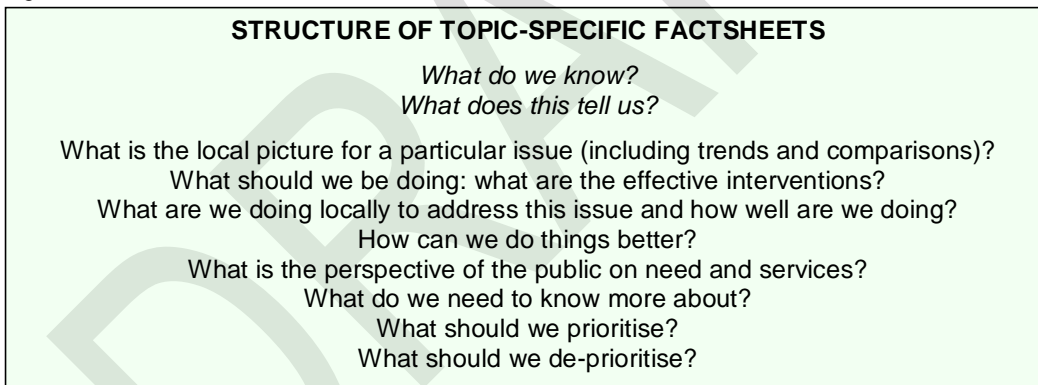 STRUCTURE OF TOPIC-SPECIFIC FACTSHEETS
What do we know?
What does this tell us?
What is the local picture for a particular issue (including trends and comparisons)?
What should we be doing: what are the effective interventions?
What are we doing locally to address this issue and how well are we doing?
How can we do things better?
What is the perspective of the public on need and services?
What do we need to know more about?
What should we prioritise?
What should we de-prioritise?